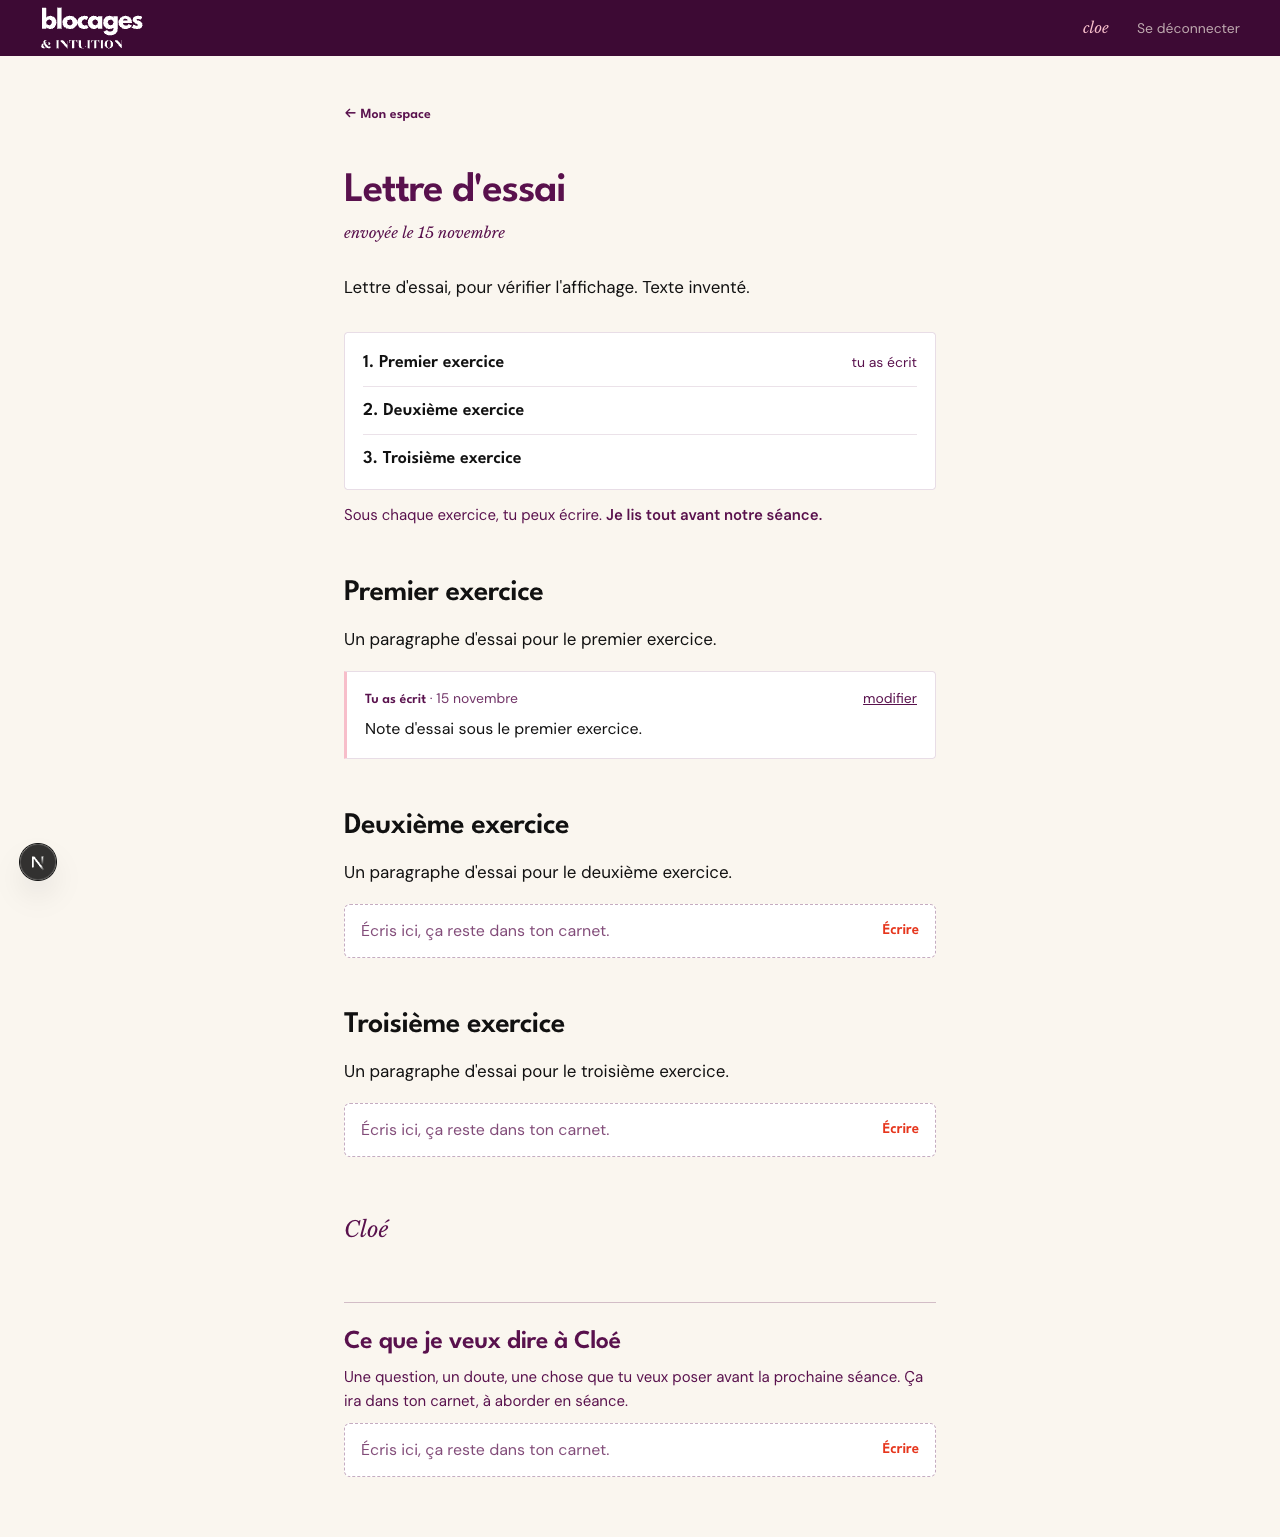 blocages
& INTUITION
cloe
Se déconnecter
← Mon espace
Lettre d'essai
envoyée le 15 novembre
Lettre d'essai, pour vérifier l'affichage. Texte inventé.
1. Premier exercice
tu as écrit
2. Deuxième exercice
3. Troisième exercice
Sous chaque exercice, tu peux écrire. Je lis tout avant notre séance.
Premier exercice
Un paragraphe d'essai pour le premier exercice.
Tu as écrit · 15 novembre
modifier
Note d'essai sous le premier exercice.
Deuxième exercice
Un paragraphe d'essai pour le deuxième exercice.
Écris ici, ça reste dans ton carnet.
Écrire
Troisième exercice
Un paragraphe d'essai pour le troisième exercice.
Écris ici, ça reste dans ton carnet.
Écrire
Cloé
Ce que je veux dire à Cloé
Une question, un doute, une chose que tu veux poser avant la prochaine séance. Ça
ira dans ton carnet, à aborder en séance.
Écris ici, ça reste dans ton carnet.
Écrire
N